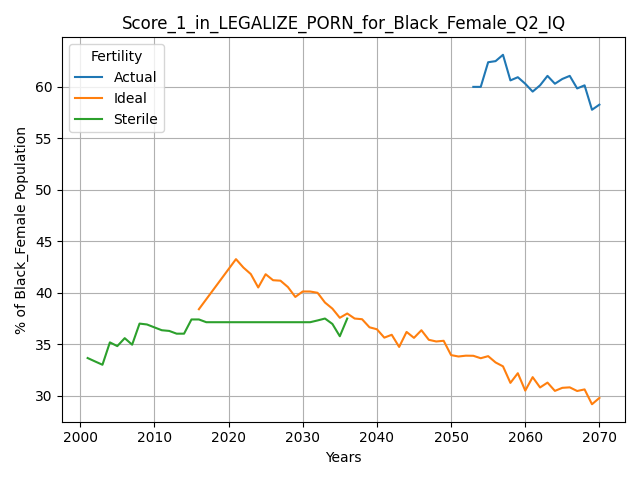 Score_1_in_LEGALIZE_PORN_for_Black_Female_Q2_IQ
Fertility
Actual
Ideal
Sterile
% of Black_Female Population
60
55
50
45
40
35
30
2000 2010 2020 2030 2040 2050 2060 2070
Years